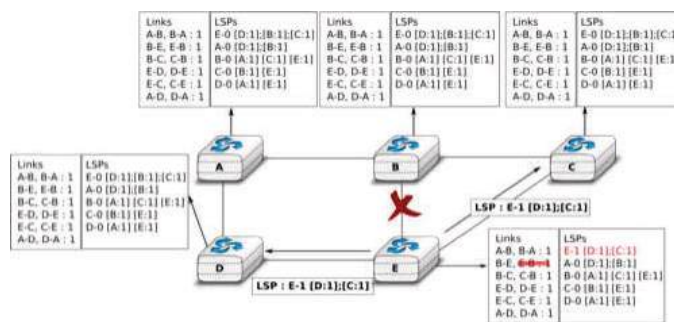 Links LSPs
A-B, B-A : 1 E-0 [D:1];[B:1];[C:1]
B-E, E-B : 1 A-0 [D:1];[B:1]
B-C, C-B : 1 B-0 [A:1] [C:1] [E:1]
E-D, D-E : 1 C-0 [B:1] [E:1]
E-C, C-E : 1 D-0 [A:1] [E:1]
A-D, D-A : 1
Links LSPs
A-B, B-A : 1 E-0 [D:1];[B:1];[C:1]
B-E, E-B : 1 A-0 [D:1];[B:1]
B-C, C-B : 1 B-0 [A:1] [C:1] [E:1]
E-D, D-E : 1 C-0 [B:1] [E:1]
E-C, C-E : 1 D-0 [A:1] [E:1]
A-D, D-A : 1
Links LSPs
A-B, B-A : 1 E-0 [D:1];[B:1];[C:1]
B-E, E-B : 1 A-0 [D:1];[B:1]
B-C, C-B : 1 B-0 [A:1] [C:1] [E:1]
E-D, D-E : 1 C-0 [B:1] [E:1]
E-C, C-E : 1 D-0 [A:1] [E:1]
A-D, D-A : 1
A
B
C
Links LSPs
A-B, B-A : 1 E-0 [D:1];[B:1];[C:1]
B-E, E-B : 1 A-0 [D:1];[B:1]
B-C, C-B : 1 B-0 [A:1] [C:1] [E:1]
E-D, D-E : 1 C-0 [B:1] [E:1]
E-C, C-E : 1 D-0 [A:1] [E:1]
A-D, D-A : 1
LSP : E-1 [D:1];[C:1]
D
E
LSP : E-1 [D:1];[C:1]
Links LSPs
A-B, B-A : 1 E-1 [D:1];[C:1]
B-E, E-B : 1 A-0 [D:1];[B:1]
B-C, C-B : 1 B-0 [A:1] [C:1] [E:1]
E-D, D-E : 1 C-0 [B:1] [E:1]
E-C, C-E : 1 D-0 [A:1] [E:1]
A-D, D-A : 1